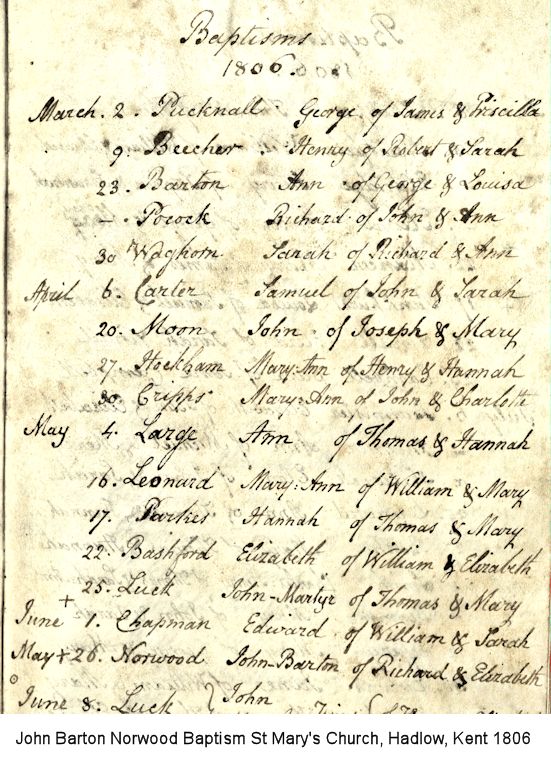 Baptisms
1806.
March. 2. Pucknall. George of James & Priscilla
9. Beecher. Henry of Robert & Sarah
23. Barton Ann of George & Louisa
—. Pocock Richard of John & Ann
30 Waghorn Sarah of Richard & Ann
April 6. Carter Samuel of John & Sarah
20. Moon John of Joseph & Mary
27. Hockham Mary:Ann of Henry & Hannah
30. Cripps Mary:Ann of John & Charlotte
May 4. Large Ann of Thomas & Hannah
16. Leonard Mary:Ann of William & Mary
17. Hannah of Thomas & Mary
22. Bashford Elizabeth of William & Elizabeth
25. Luck John-Martyr of Thomas & Mary
June + 1. Chapman Edward of William & Sarah
May + 26. Norwood John-Barton of Richard & Elizabeth
June 8. Luck } John
John Barton Norwood Baptism St Mary's Church, Hadlow, Kent 1806